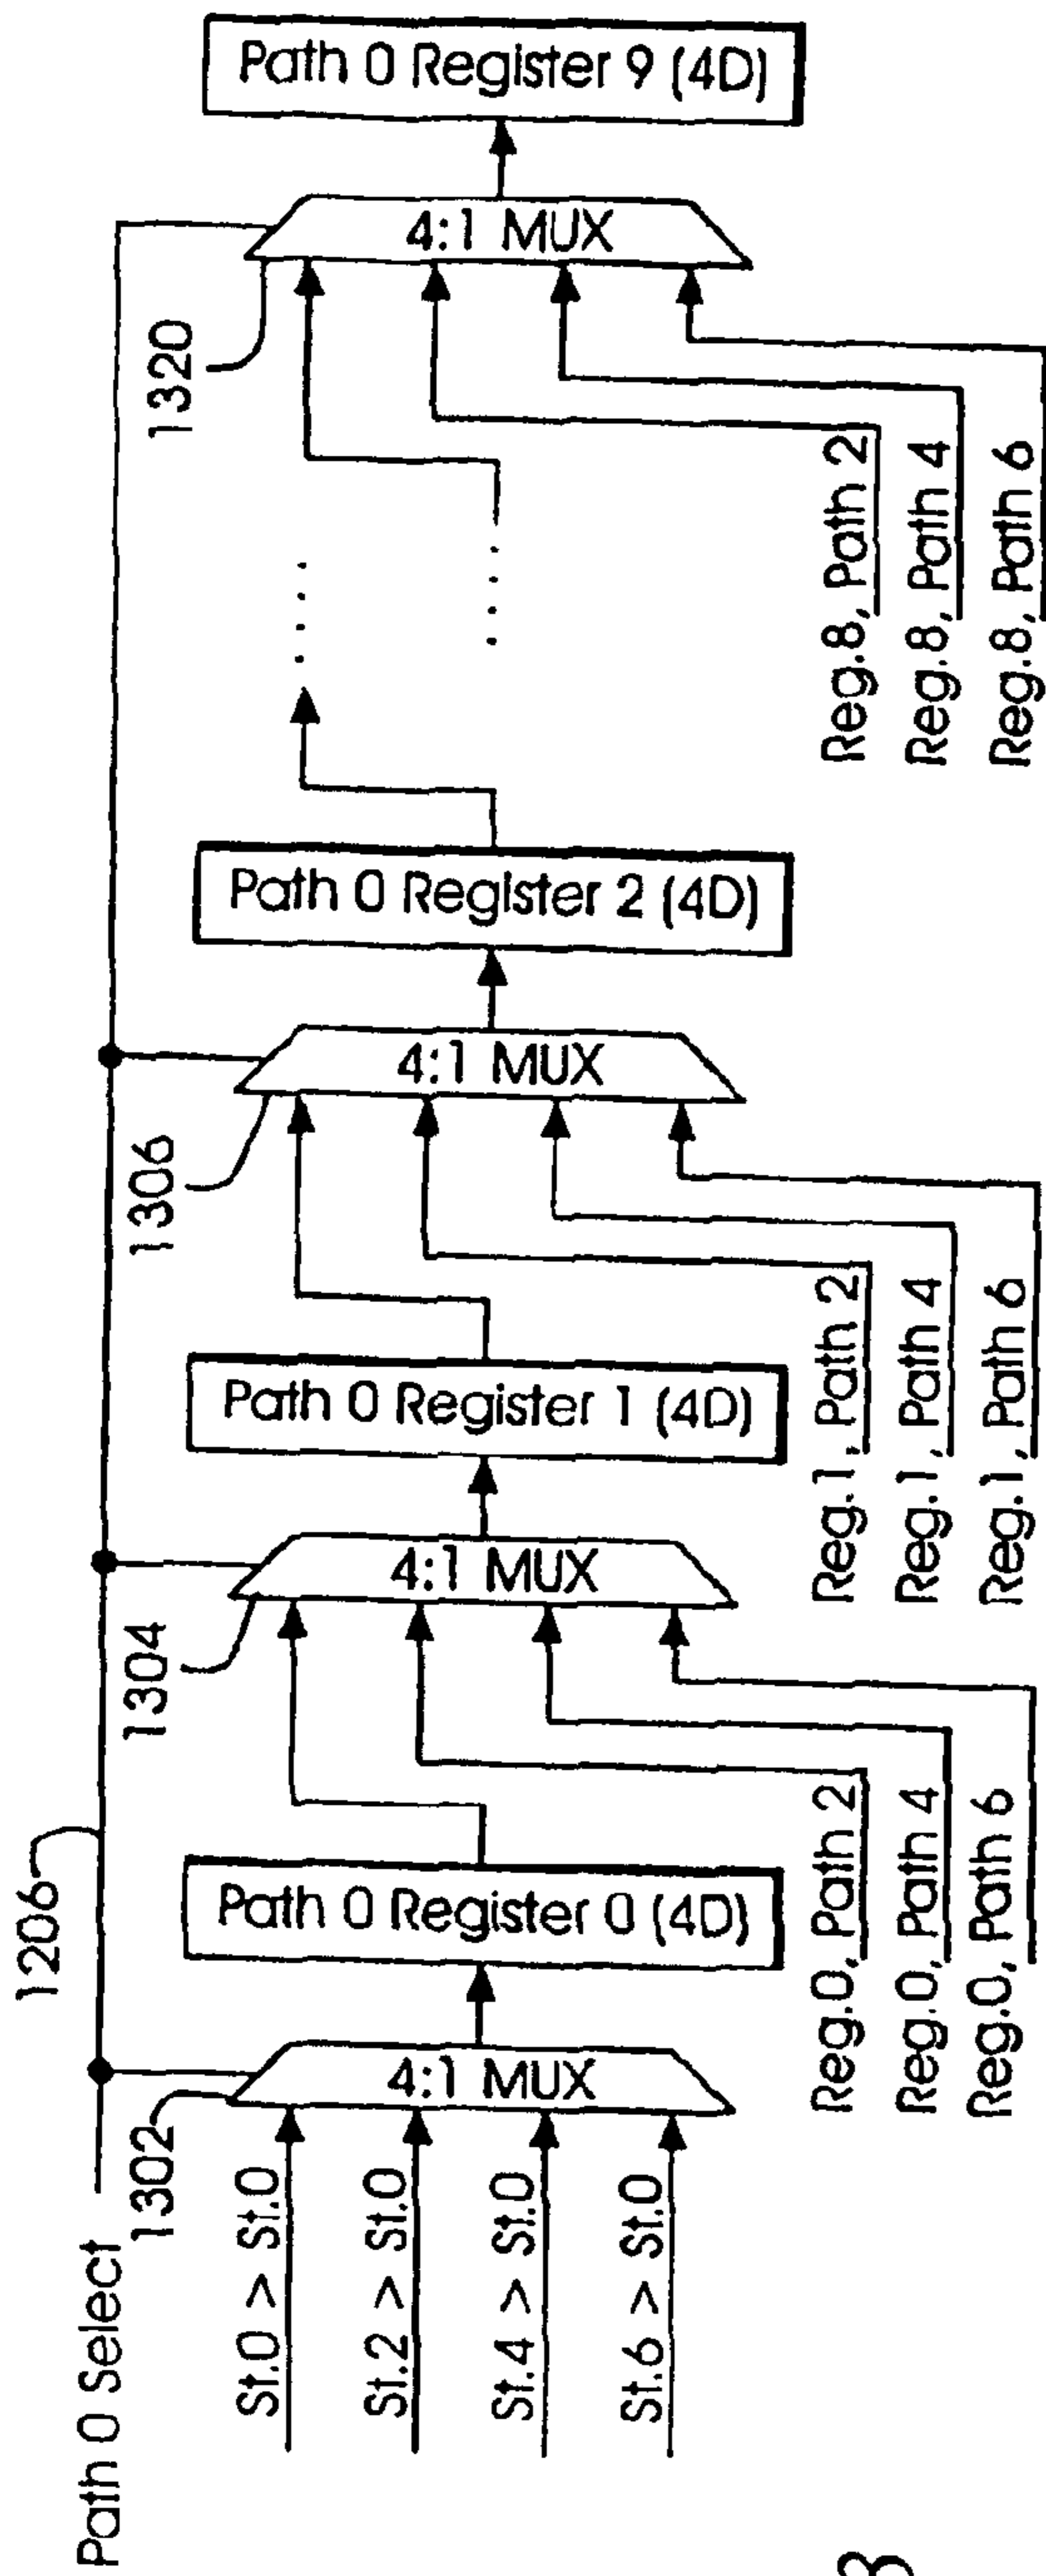 Path 0 Select
1206
1302
St.0 > St.0
St.2 > St.0
St.4 > St.0
St.6 > St.0
4:1 MUX
Path 0 Register 0 (4D)
Reg.0, Path 2
Reg.0, Path 4
Reg.0, Path 6
1304
4:1 MUX
Path 0 Register 1 (4D)
Reg.1, Path 2
Reg.1, Path 4
Reg.1, Path 6
1306
4:1 MUX
Path 0 Register 2 (4D)
. . . .
. . . .
Reg.8, Path 2
Reg.8, Path 4
Reg.8, Path 6
1320
4:1 MUX
Path 0 Register 9 (4D)
3